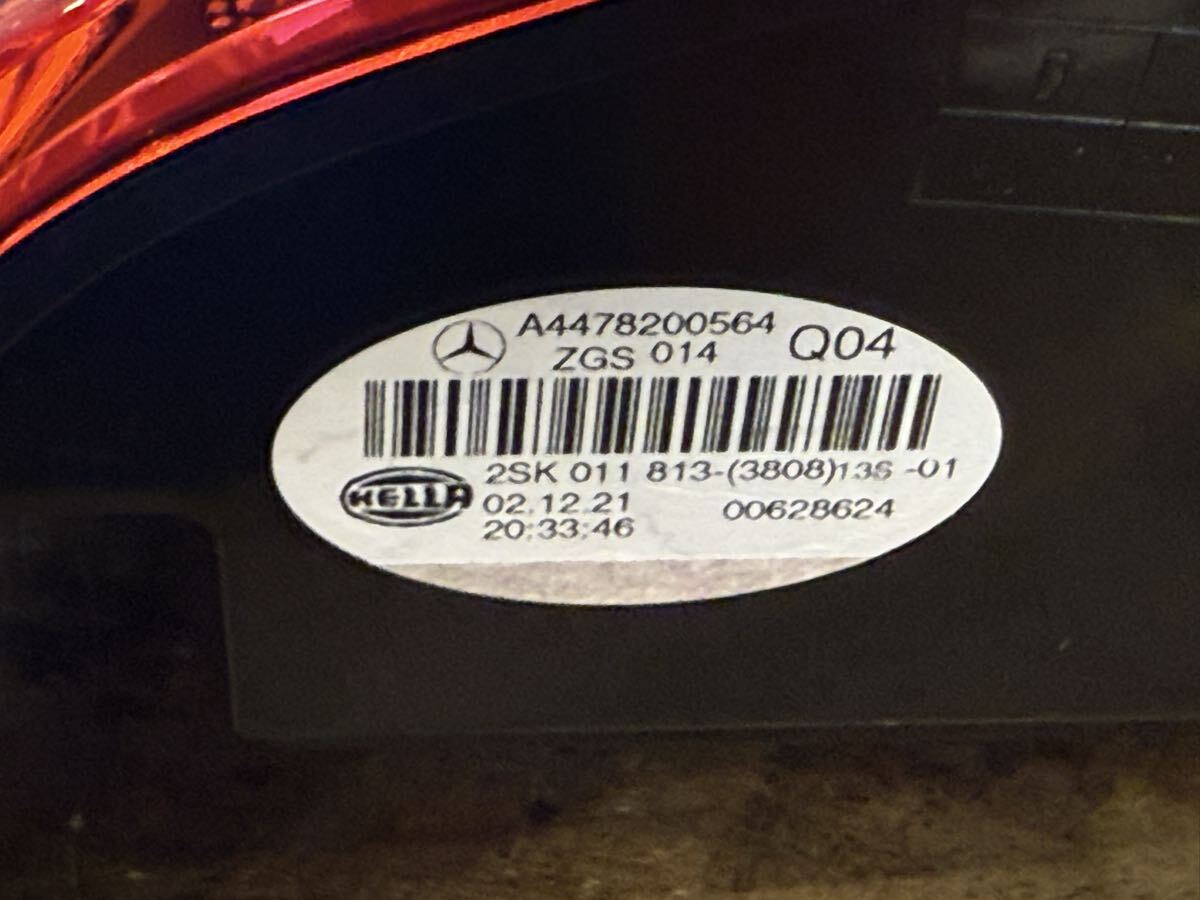 A4478200564
ZGS 014 Q04
2SK 011 813-(3808)136 -01
HELLA
02.12.21 00628624
20:33:46